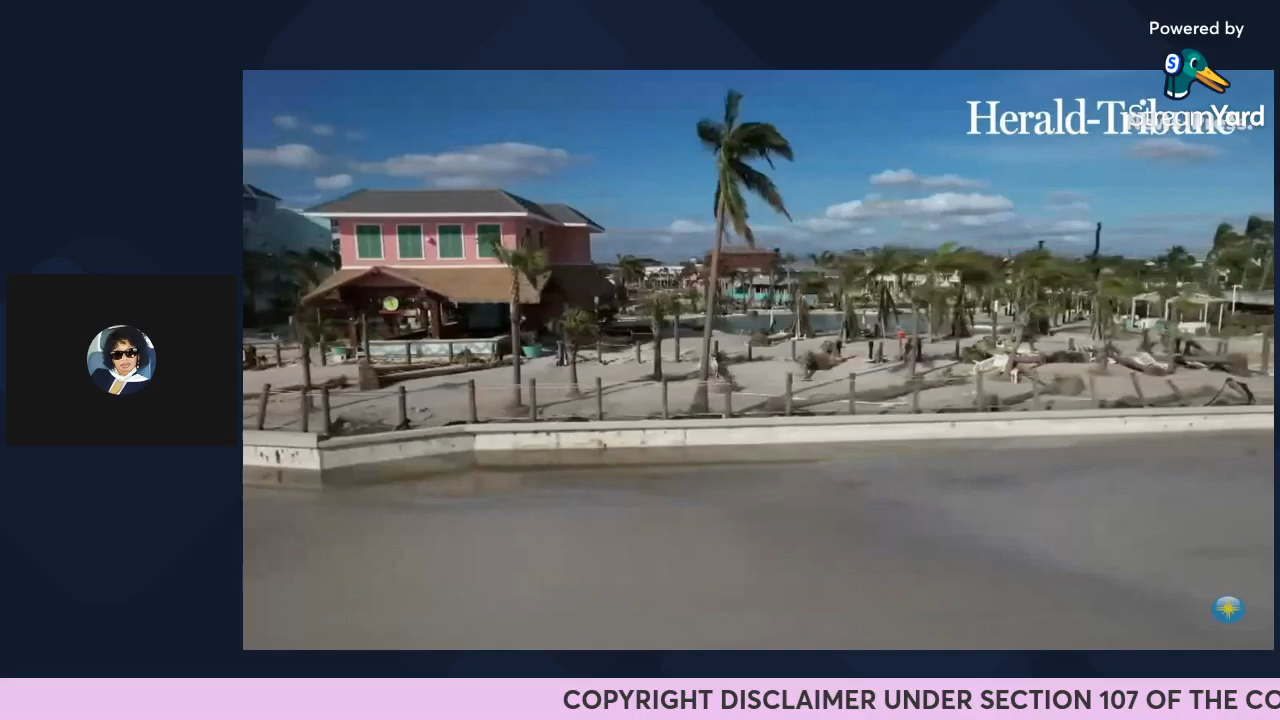 Powered by
S
Herald-Tribune
StreamYard
COPYRIGHT DISCLAIMER UNDER SECTION 107 OF THE CO